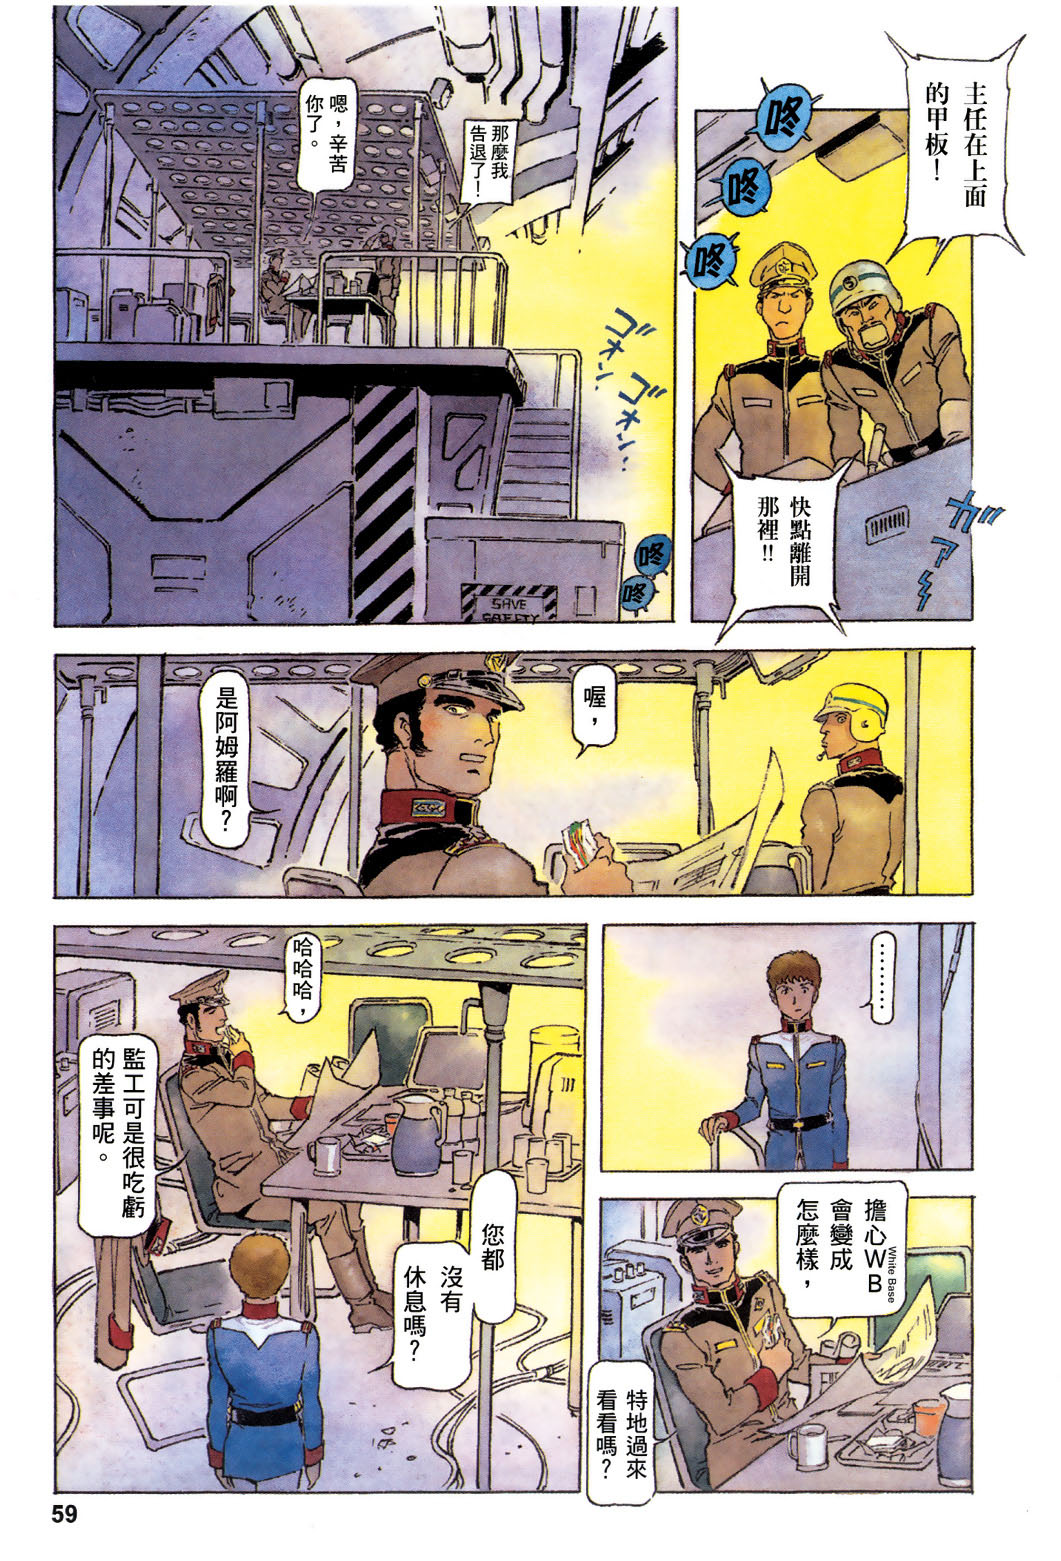 主任在上面
的甲板！
咚
咚
咚
快點離開
那裡!!
ガァ〜
那麼我
告退了！
嗯，辛苦
你了。
ゴォン
ゴォン
咚
咚
SAVE
SAFETY
喔，
是阿姆羅啊？
………
哈哈哈，
監工可是很吃虧
的差事呢。
您都
沒有
休息嗎？
擔心WB
White Base
會變成
怎麼樣，
特地過來
看看嗎？
59